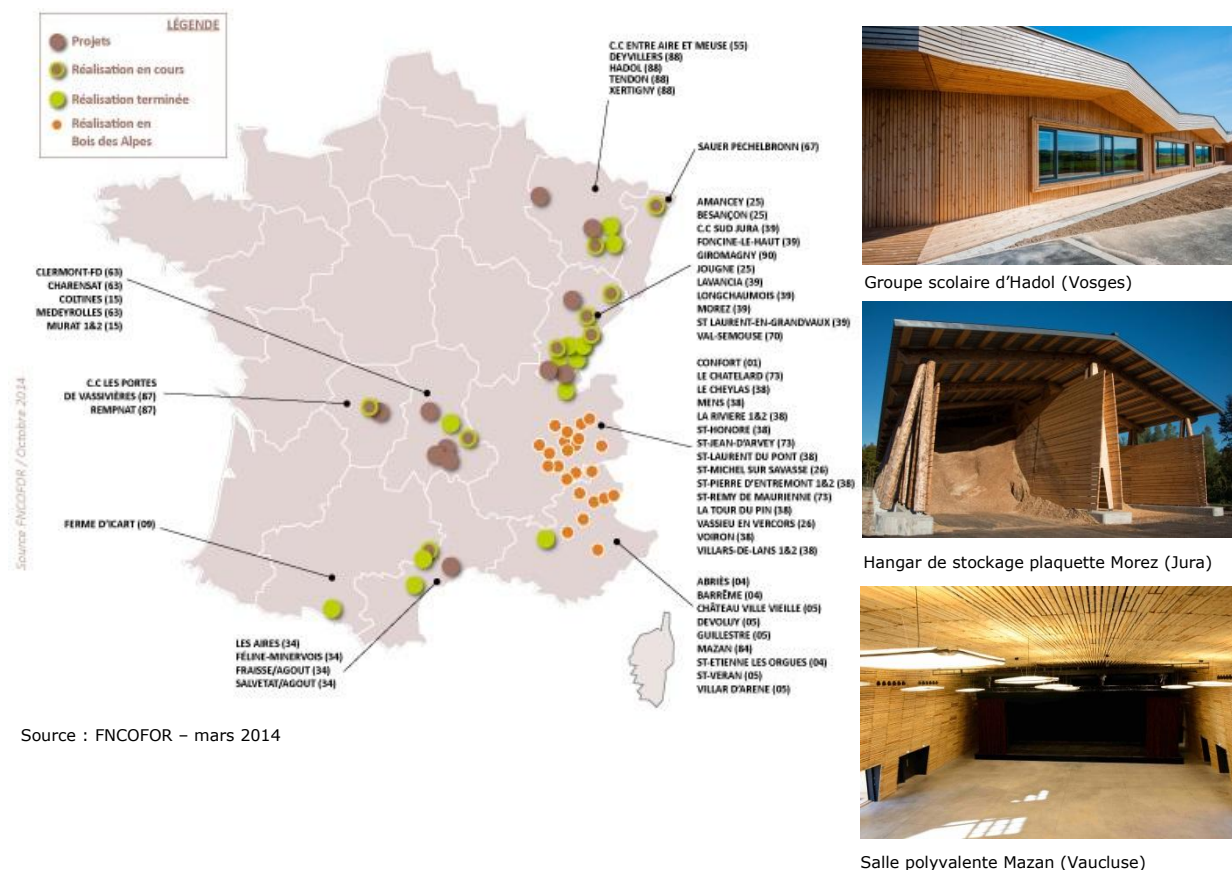 LÉGENDE
Projets
Réalisation en cours
Réalisation terminée
Réalisation en
Bois des Alpes
C.C ENTRE AIRE ET MEUSE (55)
DEYVILLERS (88)
HADOL (88)
TENDON (88)
XERTIGNY (88)
SAUER PECHELBRONN (67)
AMANCEY (25)
BESANÇON (25)
C.C SUD JURA (39)
FONCINE-LE-HAUT (39)
GIROMAGNY (90)
JOUGNE (25)
LAVANCIA (39)
LONGCHAUMOIS (39)
MOREZ (39)
ST LAURENT-EN-GRANDVAUX (39)
VAL-SEMOUSE (70)
CLERMONT-FD (63)
CHARENSAT (63)
COLTINES (15)
MEDEYROLLES (63)
MURAT 1&2 (15)
C.C LES PORTES
DE VASSIVIÈRES (87)
REMPNAT (87)
CONFORT (01)
LE CHATELARD (73)
LE CHEYLAS (38)
MENS (38)
LA RIVIERE 1&2 (38)
ST-HONORE (38)
ST-JEAN-D'ARVEY (73)
ST-LAURENT DU PONT (38)
ST-MICHEL SUR SAVASSE (26)
ST-PIERRE D'ENTREMONT 1&2 (38)
ST-REMY DE MAURIENNE (73)
LA TOUR DU PIN (38)
VASSIEU EN VERCORS (26)
VOIRON (38)
VILLARS-DE-LANS 1&2 (38)
FERME D'ICART (09)
ABRIÈS (04)
BARRÊME (04)
CHÂTEAU VILLE VIEILLE (05)
DEVOLUY (05)
GUILLESTRE (05)
MAZAN (84)
ST-ETIENNE LES ORGUES (04)
ST-VERAN (05)
VILLAR D'ARENE (05)
LES AIRES (34)
FÉLINE-MINERVOIS (34)
FRAISSE/AGOUT (34)
SALVETAT/AGOUT (34)
Source FNCOFOR / Octobre 2014
Source : FNCOFOR – mars 2014
Groupe scolaire d'Hadol (Vosges)
Hangar de stockage plaquette Morez (Jura)
Salle polyvalente Mazan (Vaucluse)